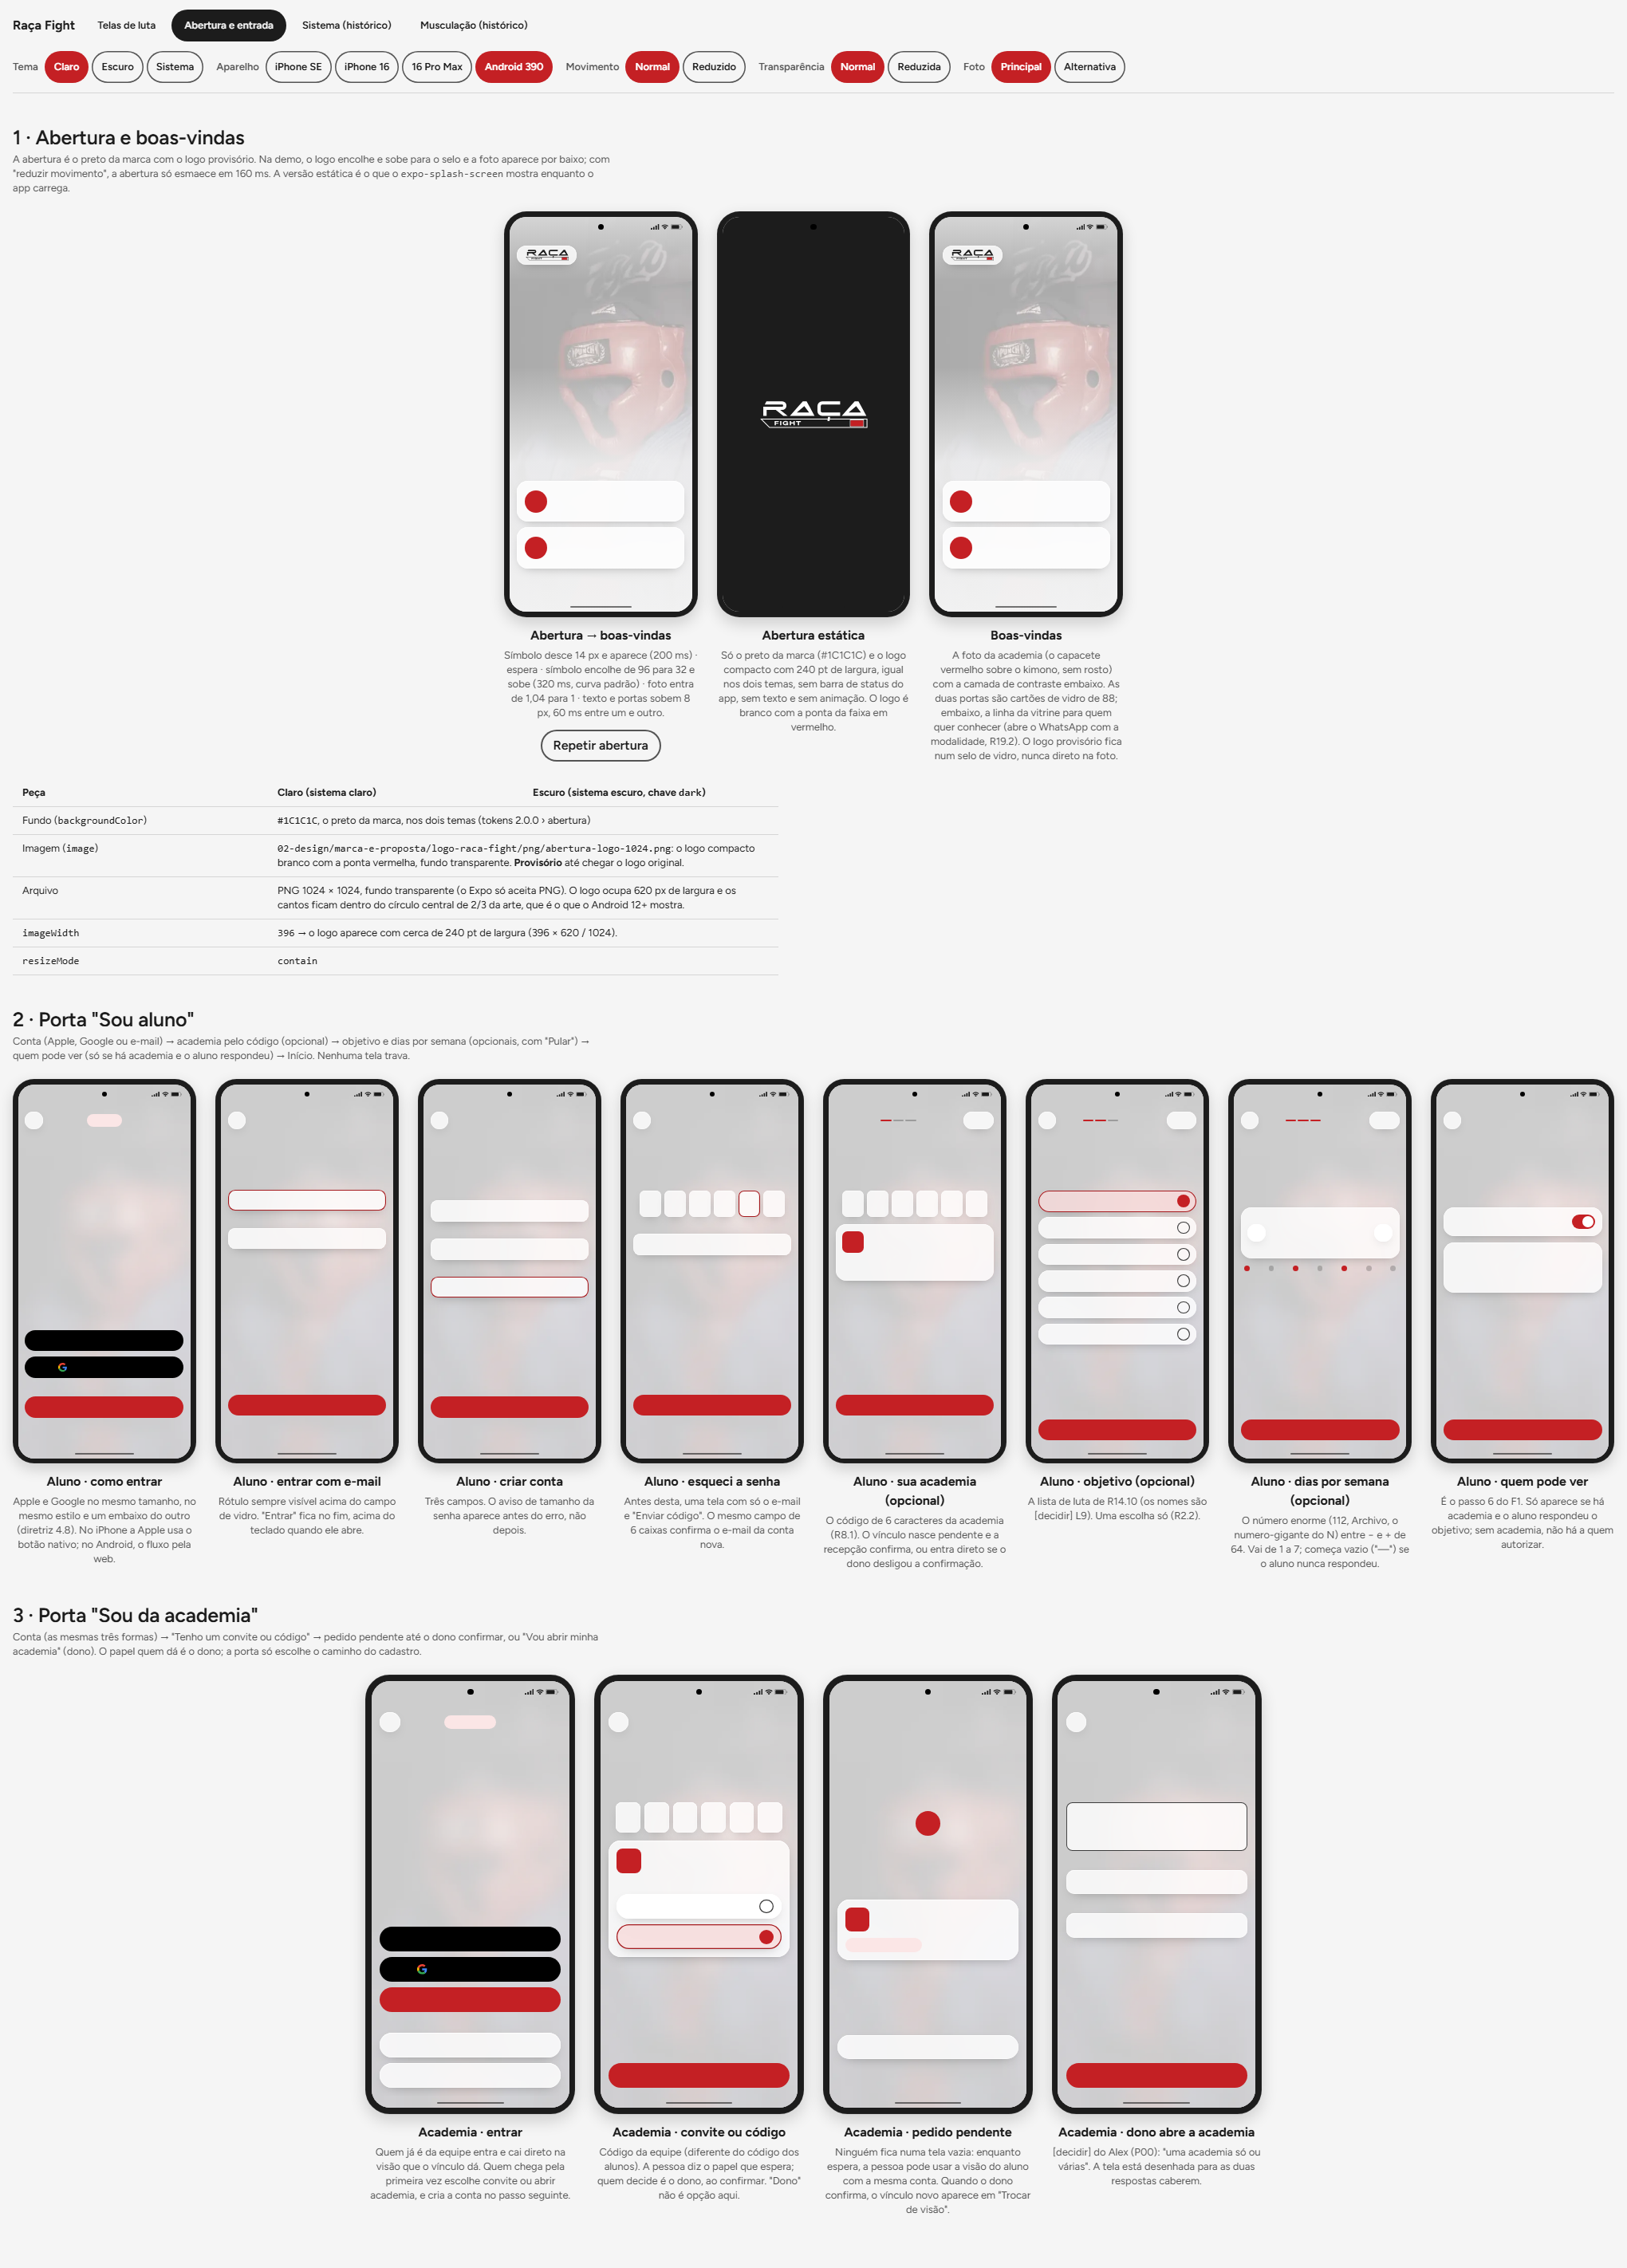 Raça Fight Telas de luta Abertura e entrada Sistema (histórico) Musculação (histórico)
Tema Claro Escuro Sistema Aparelho iPhone SE iPhone 16 16 Pro Max Android 390 Movimento Normal Reduzido Transparência Normal Reduzida Foto Principal Alternativa
1 · Abertura e boas-vindas
A abertura é o preto da marca com o logo provisório. Na demo, o logo encolhe e sobe para o selo e a foto aparece por baixo; com
"reduzir movimento", a abertura só esmaece em 160 ms. A versão estática é o que o expo-splash-screen mostra enquanto o
app carrega.
RAÇA
FIGHT
RAÇA
FIGHT
RAÇA
FIGHT
Abertura → boas-vindas
Símbolo desce 14 px e aparece (200 ms) ·
espera · símbolo encolhe de 96 para 32 e
sobe (320 ms, curva padrão) · foto entra
de 1,04 para 1 · texto e portas sobem 8
px, 60 ms entre um e outro.
Repetir abertura
Abertura estática
Só o preto da marca (#1C1C1C) e o logo
compacto com 240 pt de largura, igual
nos dois temas, sem barra de status do
app, sem texto e sem animação. O logo é
branco com a ponta da faixa em
vermelho.
Boas-vindas
A foto da academia (o capacete
vermelho sobre o kimono, sem rosto)
com a camada de contraste embaixo. As
duas portas são cartões de vidro de 88;
embaixo, a linha da vitrine para quem
quer conhecer (abre o WhatsApp com a
modalidade, R19.2). O logo provisório fica
num selo de vidro, nunca direto na foto.
Peça Claro (sistema claro) Escuro (sistema escuro, chave dark)
Fundo (backgroundColor) #1C1C1C, o preto da marca, nos dois temas (tokens 2.0.0 › abertura)
Imagem (image) 02-design/marca-e-proposta/logo-raca-fight/png/abertura-logo-1024.png: o logo compacto
branco com a ponta vermelha, fundo transparente. Provisório até chegar o logo original.
Arquivo PNG 1024 × 1024, fundo transparente (o Expo só aceita PNG). O logo ocupa 620 px de largura e os
cantos ficam dentro do círculo central de 2/3 da arte, que é o que o Android 12+ mostra.
imageWidth 396 → o logo aparece com cerca de 240 pt de largura (396 × 620 / 1024).
resizeMode contain
2 · Porta "Sou aluno"
Conta (Apple, Google ou e-mail) → academia pelo código (opcional) → objetivo e dias por semana (opcionais, com "Pular") →
quem pode ver (só se há academia e o aluno respondeu) → Início. Nenhuma tela trava.
Aluno · como entrar
Apple e Google no mesmo tamanho, no
mesmo estilo e um embaixo do outro
(diretriz 4.8). No iPhone a Apple usa o
botão nativo; no Android, o fluxo pela
web.
Aluno · entrar com e-mail
Rótulo sempre visível acima do campo
de vidro. "Entrar" fica no fim, acima do
teclado quando ele abre.
Aluno · criar conta
Três campos. O aviso de tamanho da
senha aparece antes do erro, não
depois.
Aluno · esqueci a senha
Antes desta, uma tela com só o e-mail
e "Enviar código". O mesmo campo de
6 caixas confirma o e-mail da conta
nova.
Aluno · sua academia
(opcional)
O código de 6 caracteres da academia
(R8.1). O vínculo nasce pendente e a
recepção confirma, ou entra direto se o
dono desligou a confirmação.
Aluno · objetivo (opcional)
A lista de luta de R14.10 (os nomes são
[decidir] L9). Uma escolha só (R2.2).
Aluno · dias por semana
(opcional)
O número enorme (112, Archivo, o
numero-gigante do N) entre − e + de
64. Vai de 1 a 7; começa vazio ("—") se
o aluno nunca respondeu.
Aluno · quem pode ver
É o passo 6 do F1. Só aparece se há
academia e o aluno respondeu o
objetivo; sem academia, não há a quem
autorizar.
3 · Porta "Sou da academia"
Conta (as mesmas três formas) → "Tenho um convite ou código" → pedido pendente até o dono confirmar, ou "Vou abrir minha
academia" (dono). O papel quem dá é o dono; a porta só escolhe o caminho do cadastro.
Academia · entrar
Quem já é da equipe entra e cai direto na
visão que o vínculo dá. Quem chega pela
primeira vez escolhe convite ou abrir
academia, e cria a conta no passo seguinte.
Academia · convite ou código
Código da equipe (diferente do código dos
alunos). A pessoa diz o papel que espera;
quem decide é o dono, ao confirmar. "Dono"
não é opção aqui.
Academia · pedido pendente
Ninguém fica numa tela vazia: enquanto
espera, a pessoa pode usar a visão do aluno
com a mesma conta. Quando o dono
confirma, o vínculo novo aparece em "Trocar
de visão".
Academia · dono abre a academia
[decidir] do Alex (P00): "uma academia só ou
várias". A tela está desenhada para as duas
respostas caberem.